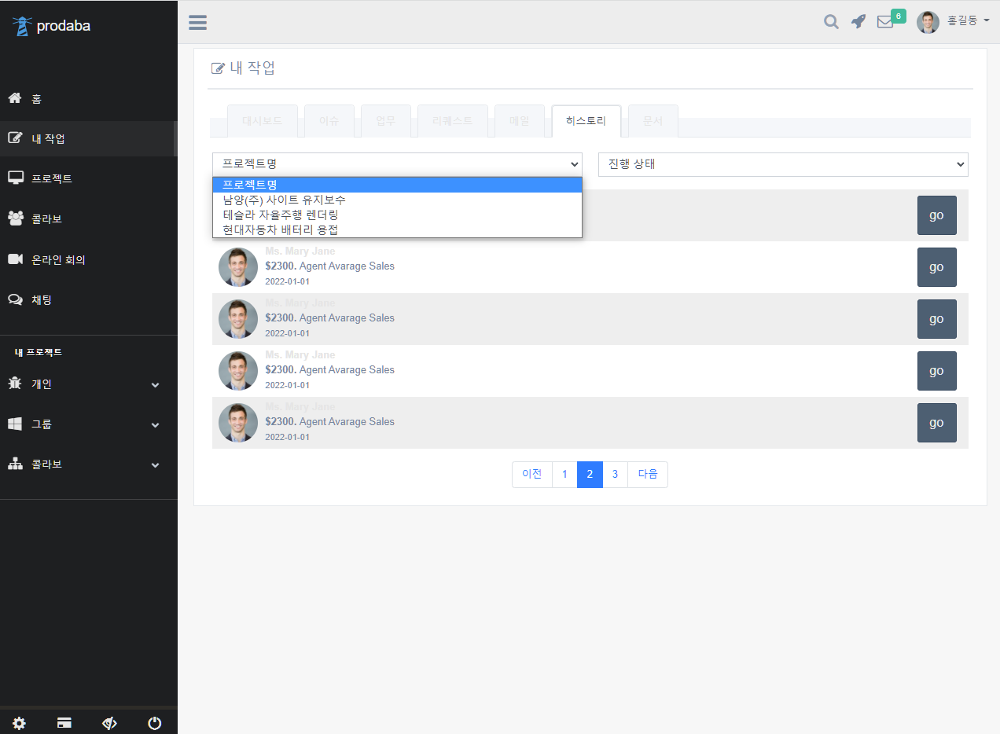 prodaba
6
홍길동
홈
내 작업
프로젝트
콜라보
온라인 회의
채팅
내 프로젝트
개인
그룹
콜라보
내 작업
대시보드 이슈 업무 리퀘스트 메일 히스토리 문서
프로젝트명 진행 상태
프로젝트명
남양(주) 사이트 유지보수
테슬라 자율주행 렌더링
현대자동차 배터리 용접
go
Ms. Mary Jane
$2300. Agent Avarage Sales
2022-01-01
go
Ms. Mary Jane
$2300. Agent Avarage Sales
2022-01-01
go
Ms. Mary Jane
$2300. Agent Avarage Sales
2022-01-01
go
Ms. Mary Jane
$2300. Agent Avarage Sales
2022-01-01
go
이전 1 2 3 다음